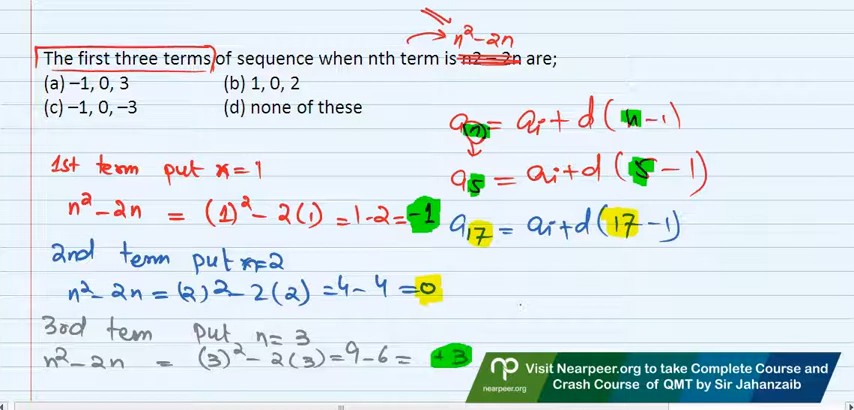 n²-2n
The first three terms of sequence when nth term is n2 – 2n are;
(a) –1, 0, 3 (b) 1, 0, 2
(c) –1, 0, –3 (d) none of these
aₙ = a₁ + d(n-1)
a₅ = a₁+d(5-1)
a₁₇ = a₁+d(17-1)
1st term put n=1
n²-2n = (1)²-2(1)=1-2=-1
2nd term put n=2
n²-2n=(2)²-2(2)=4-4=0
3rd term put n=3
n²-2n = (3)²-2(3)=9-6= +3
np
nearpeer.org
Visit Nearpeer.org to take Complete Course and
Crash Course of QMT by Sir Jahanzaib